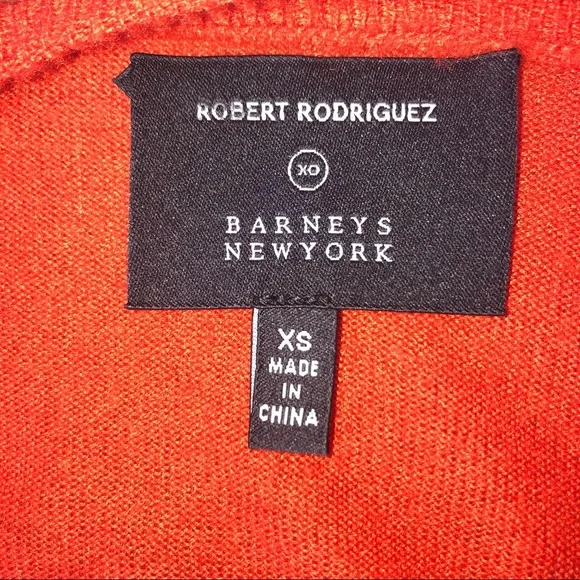 ROBERT RODRIGUEZ
XO
BARNEYS
NEWYORK
XS
MADE
IN
CHINA